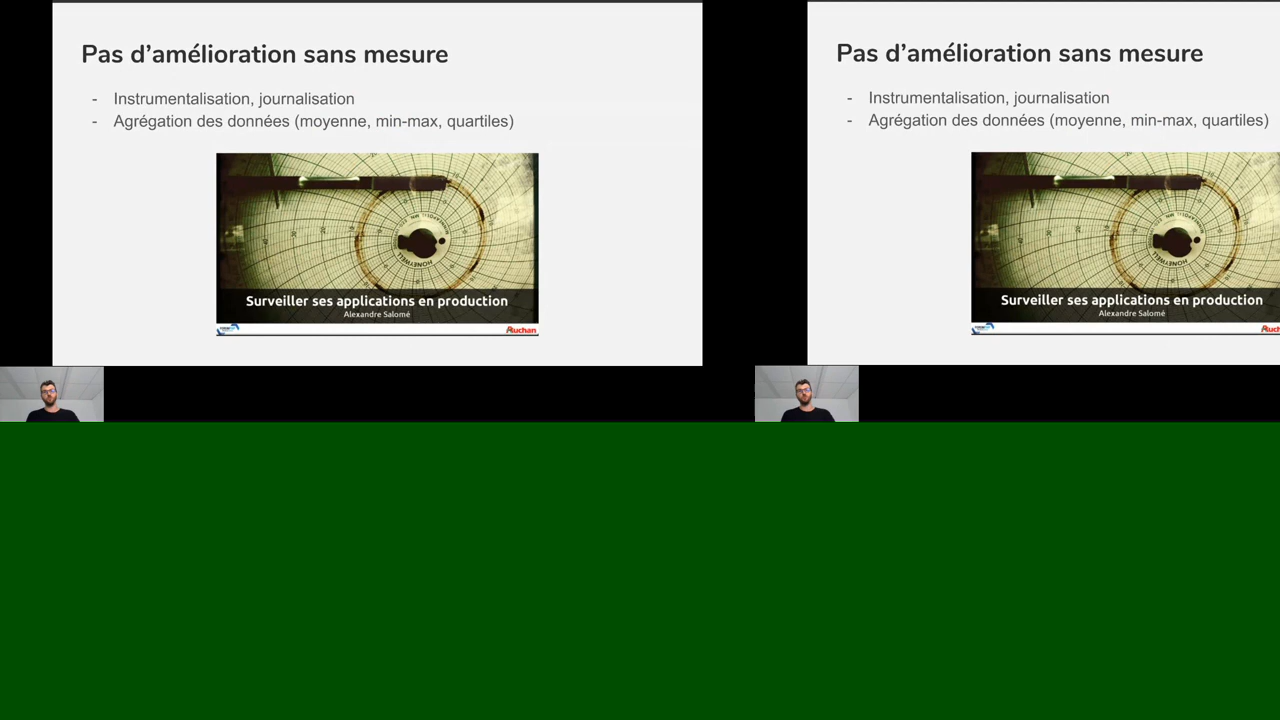 Pas d’amélioration sans mesure
- Instrumentalisation, journalisation
- Agrégation des données (moyenne, min-max, quartiles)
HONEYWELL
Surveiller ses applications en production
Alexandre Salomé
Auchan
Pas d’amélioration sans mesure
- Instrumentalisation, journalisation
- Agrégation des données (moyenne, min-max, quartiles)
HONEYWELL
Surveiller ses applications en production
Alexandre Salomé